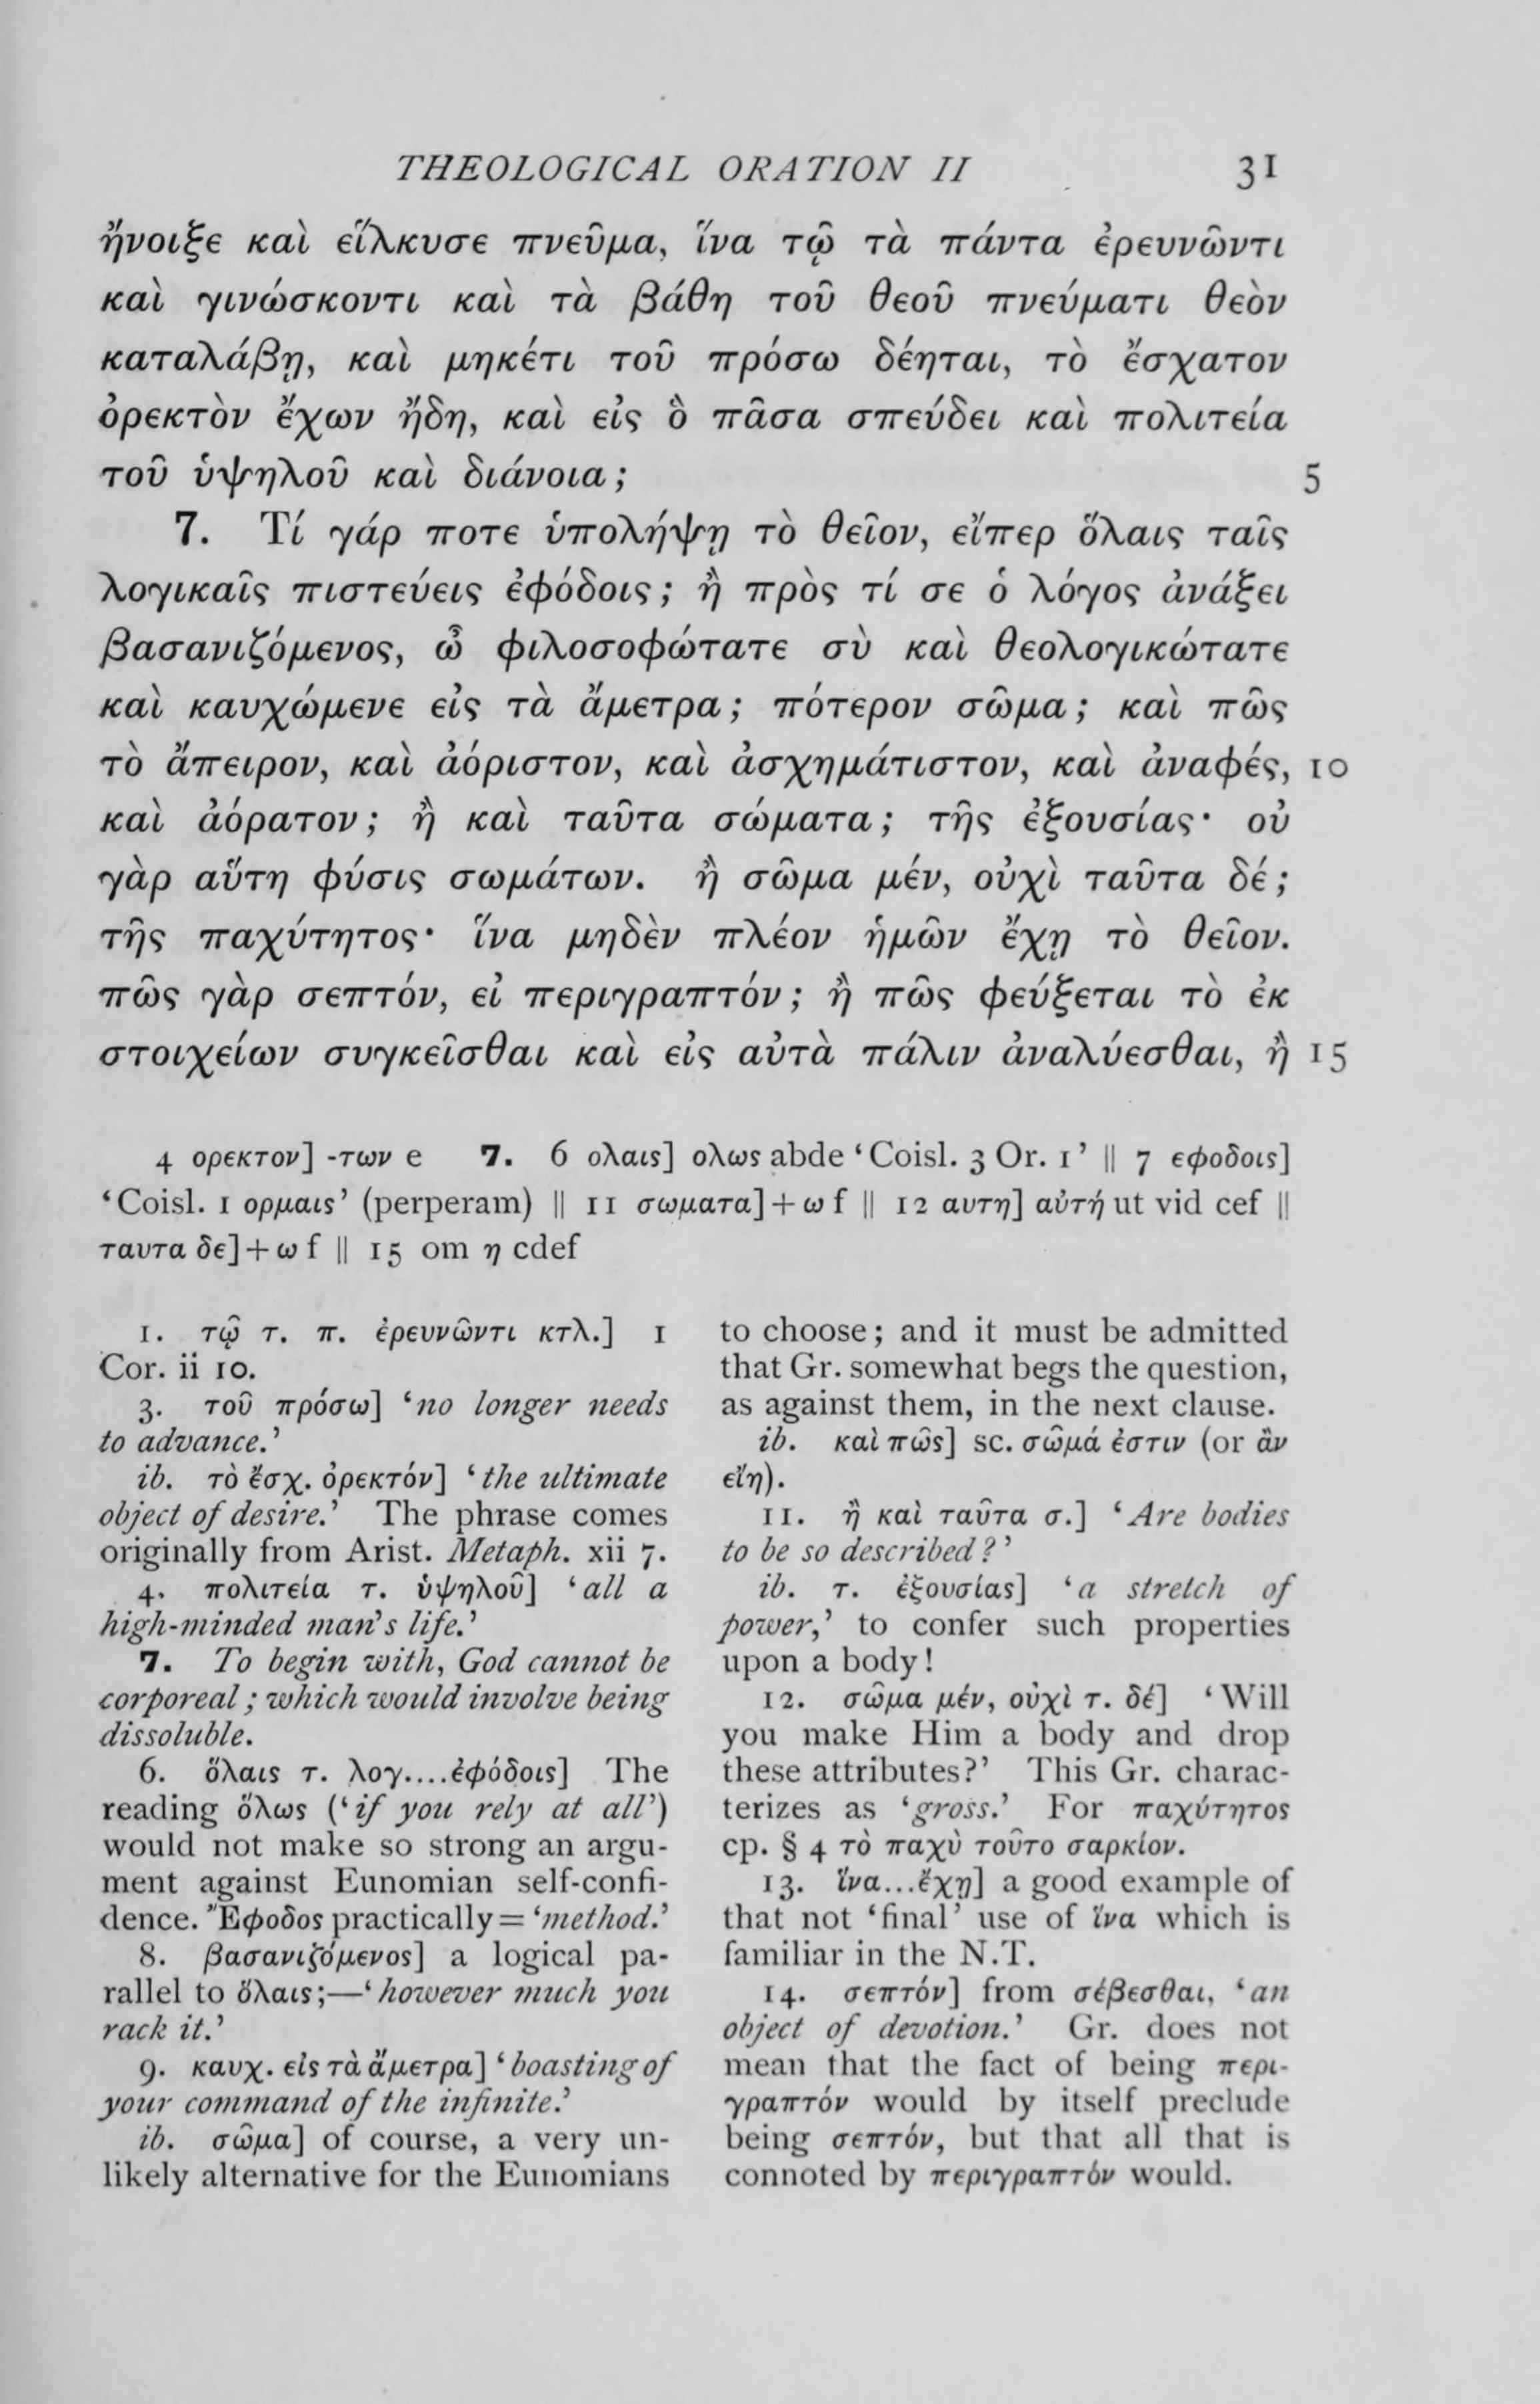 THEOLOGICAL ORATION II 31
ἤνοιξε καὶ εἵλκυσε πνεῦμα, ἵνα τῷ τὰ πάντα ἐρευνῶντι
καὶ γινώσκοντι καὶ τὰ βάθη τοῦ θεοῦ πνεύματι θεὸν
καταλάβῃ, καὶ μηκέτι τοῦ πρόσω δέηται, τὸ ἔσχατον
ὀρεκτὸν ἔχων ἤδη, καὶ εἰς ὃ πᾶσα σπεύδει καὶ πολιτεία
τοῦ ὑψηλοῦ καὶ διάνοια; 5
7. Τί γάρ ποτε ὑπολήψῃ τὸ θεῖον, εἴπερ ὅλαις ταῖς
λογικαῖς πιστεύεις ἐφόδοις; ἢ πρὸς τί σε ὁ λόγος ἀνάξει
βασανιζόμενος, ὦ φιλοσοφώτατε σὺ καὶ θεολογικώτατε
καὶ καυχώμενε εἰς τὰ ἄμετρα; πότερον σῶμα; καὶ πῶς
τὸ ἄπειρον, καὶ ἀόριστον, καὶ ἀσχημάτιστον, καὶ ἀναφές, 10
καὶ ἀόρατον; ἢ καὶ ταῦτα σώματα; τῆς ἐξουσίας· οὐ
γὰρ αὕτη φύσις σωμάτων. ἢ σῶμα μέν, οὐχὶ ταῦτα δέ;
τῆς παχύτητος· ἵνα μηδὲν πλέον ἡμῶν ἔχῃ τὸ θεῖον.
πῶς γὰρ σεπτόν, εἰ περιγραπτόν; ἢ πῶς φεύξεται τὸ ἐκ
στοιχείων συγκεῖσθαι καὶ εἰς αὐτὰ πάλιν ἀναλύεσθαι, ἢ 15
4 ορεκτον] -των e 7. 6 ολαις] ολως abde ‘Coisl. 3 Or. 1’ || 7 εφοδοις]
‘Coisl. 1 ορμαις’ (perperam) || 11 σωματα] + ω f || 12 αυτη] αὐτή ut vid cef ||
ταυτα δε] + ω f || 15 om η cdef
1. τῷ τ. π. ἐρευνῶντι κτλ.] 1
Cor. ii 10.
3. τοῦ πρόσω] ‘no longer needs
to advance.’
ib. τὸ ἔσχ. ὀρεκτόν] ‘the ultimate
object of desire.’ The phrase comes
originally from Arist. Metaph. xii 7.
4. πολιτεία τ. ὑψηλοῦ] ‘all a
high-minded man's life.’
7. To begin with, God cannot be
corporeal; which would involve being
dissoluble.
6. ὅλαις τ. λογ....ἐφόδοις] The
reading ὅλως (‘if you rely at all’)
would not make so strong an argu-
ment against Eunomian self-confi-
dence. Ἔφοδος practically = ‘method.’
8. βασανιζόμενος] a logical pa-
rallel to ὅλαις;—‘however much you
rack it.’
9. καυχ. εἰς τὰ ἄμετρα] ‘boasting of
your command of the infinite.’
ib. σῶμα] of course, a very un-
likely alternative for the Eunomians
to choose; and it must be admitted
that Gr. somewhat begs the question,
as against them, in the next clause.
ib. καὶ πῶς] sc. σῶμά ἐστιν (or ἂν
εἴη).
11. ἢ καὶ ταῦτα σ.] ‘Are bodies
to be so described?’
ib. τ. ἐξουσίας] ‘a stretch of
power,’ to confer such properties
upon a body!
12. σῶμα μέν, οὐχὶ τ. δέ] ‘Will
you make Him a body and drop
these attributes?’ This Gr. charac-
terizes as ‘gross.’ For παχύτητος
cp. § 4 τὸ παχὺ τοῦτο σαρκίον.
13. ἵνα...ἔχῃ] a good example of
that not ‘final’ use of ἵνα which is
familiar in the N.T.
14. σεπτόν] from σέβεσθαι, ‘an
object of devotion.’ Gr. does not
mean that the fact of being περι-
γραπτόν would by itself preclude
being σεπτόν, but that all that is
connoted by περιγραπτόν would.